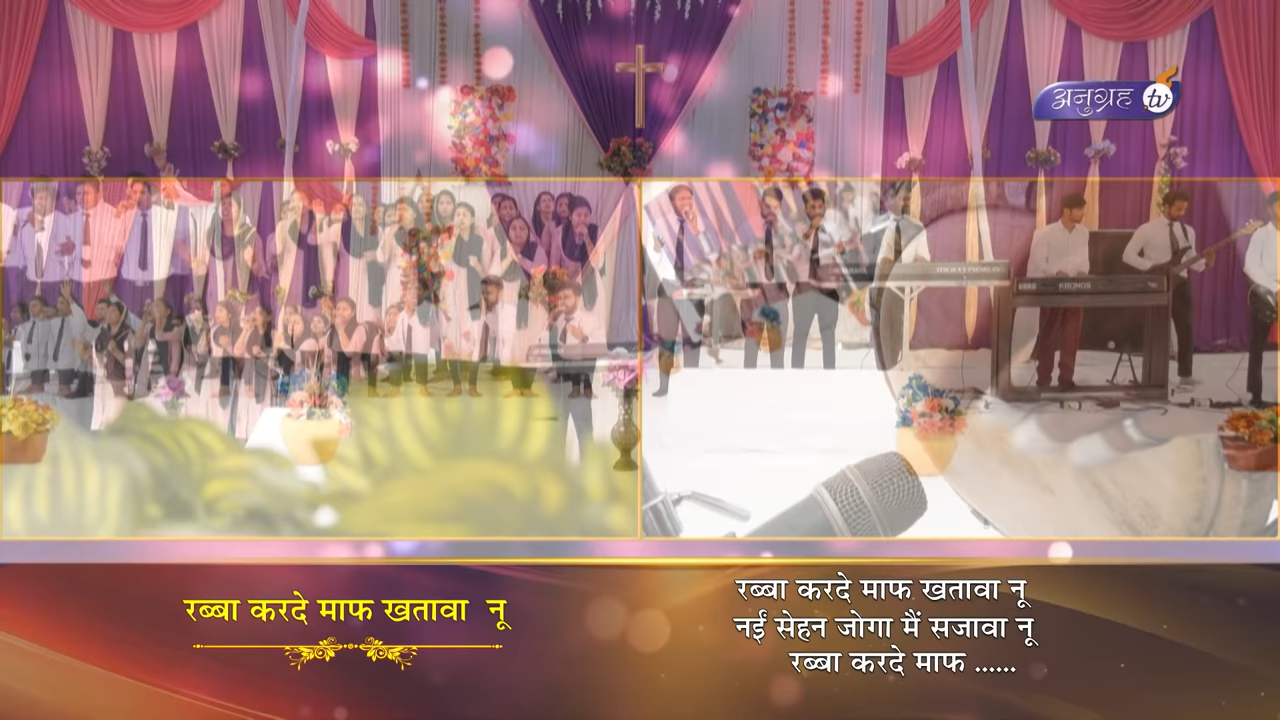 अनुग्रह tv
KRONOS
रब्बा करदे माफ खतावा नू
रब्बा करदे माफ खतावा नू
नईं सेहन जोगा मैं सजावा नू
रब्बा करदे माफ ......